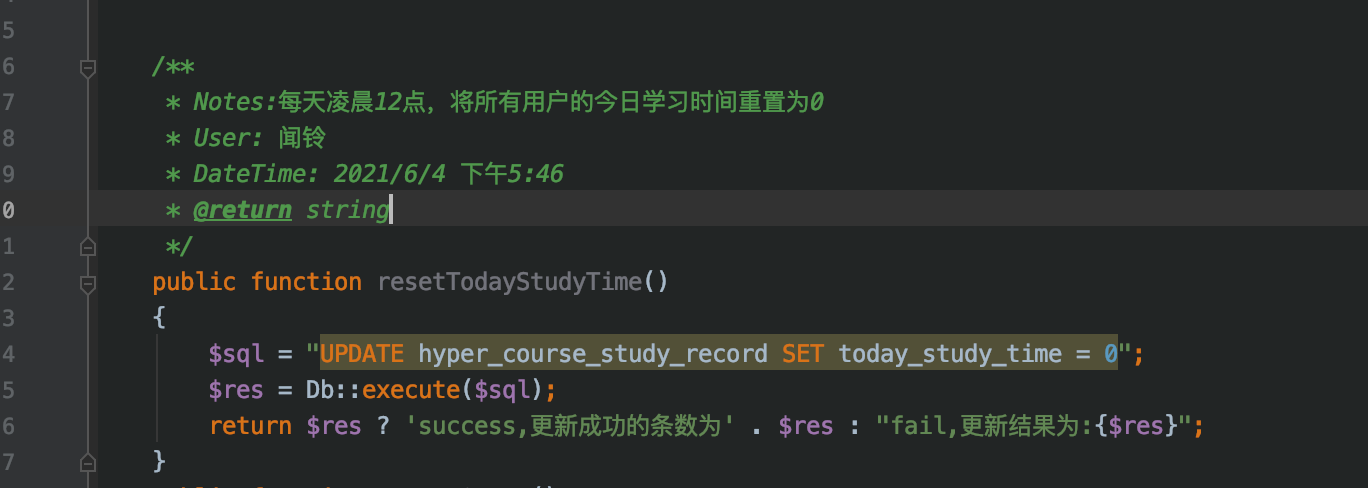 5
6 /**
7 * Notes:每天凌晨12点，将所有用户的今日学习时间重置为0
8 * User: 闻铃
9 * DateTime: 2021/6/4 下午5:46
0 * @return string
1 */
2 public function resetTodayStudyTime()
3 {
4 $sql = "UPDATE hyper_course_study_record SET today_study_time = 0";
5 $res = Db::execute($sql);
6 return $res ? 'success,更新成功的条数为' . $res : "fail,更新结果为:{$res}";
7 }